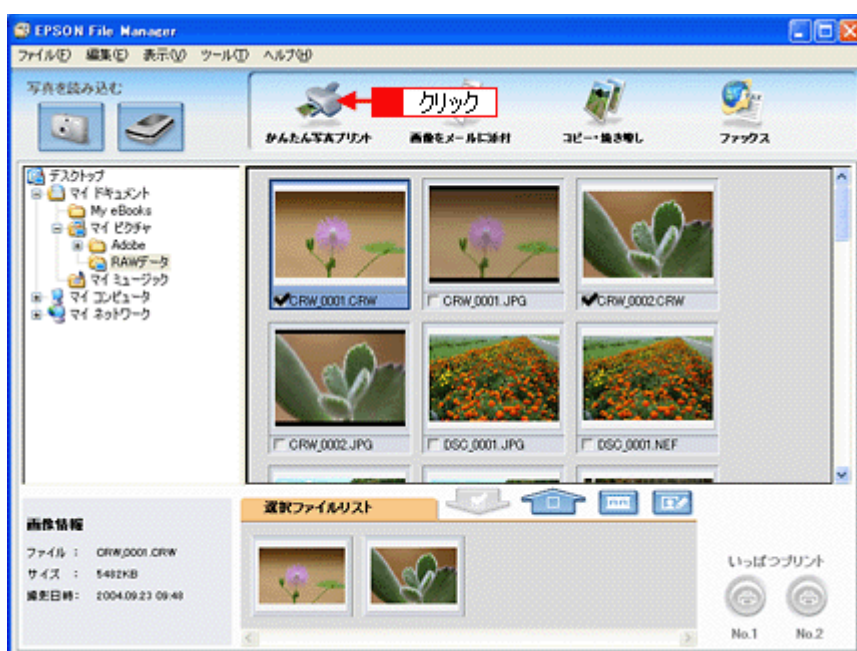 EPSON File Manager
ファイル(F) 編集(E) 表示(V) ツール(T) ヘルプ(H)
写真を読み込む
クリック
かんたん写真プリント 画像をメールに添付 コピー・焼き増し ファックス
デスクトップ
マイ ドキュメント
My eBooks
マイ ピクチャ
Adobe
RAWデータ
マイ ミュージック
マイ コンピュータ
マイ ネットワーク
CRW_0001.CRW CRW_0001.JPG CRW_0002.CRW
CRW_0002.JPG DSC_0001.JPG DSC_0001.NEF
選択ファイルリスト
画像情報
ファイル : CRW_0001.CRW
サイズ : 5482KB
撮影日時: 2004.09.23 09:48
いっぱつプリント
No.1 No.2